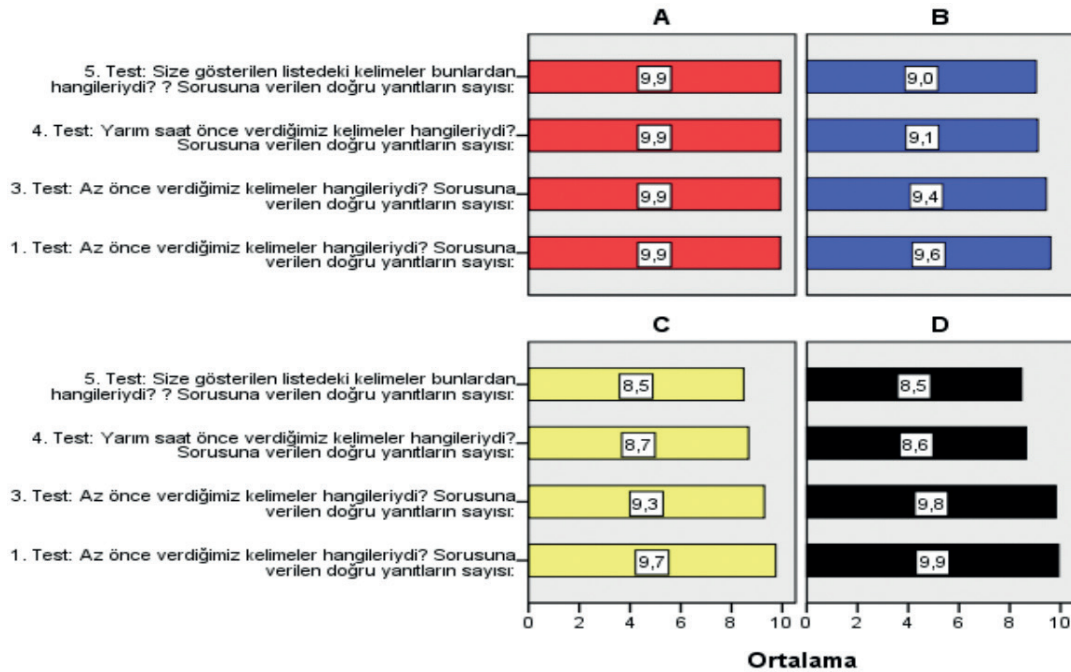 A
B
5. Test: Size gösterilen listedeki kelimeler bunlardan
hangileriydi? ? Sorusuna verilen doğru yanıtların sayısı:
9,9
9,0
4. Test: Yarım saat önce verdiğimiz kelimeler hangileriydi?
Sorusuna verilen doğru yanıtların sayısı:
9,9
9,1
3. Test: Az önce verdiğimiz kelimeler hangileriydi? Sorusuna
verilen doğru yanıtların sayısı:
9,9
9,4
1. Test: Az önce verdiğimiz kelimeler hangileriydi? Sorusuna
verilen doğru yanıtların sayısı:
9,9
9,6
C
D
5. Test: Size gösterilen listedeki kelimeler bunlardan
hangileriydi? ? Sorusuna verilen doğru yanıtların sayısı:
8,5
8,5
4. Test: Yarım saat önce verdiğimiz kelimeler hangileriydi?
Sorusuna verilen doğru yanıtların sayısı:
8,7
8,6
3. Test: Az önce verdiğimiz kelimeler hangileriydi? Sorusuna
verilen doğru yanıtların sayısı:
9,3
9,8
1. Test: Az önce verdiğimiz kelimeler hangileriydi? Sorusuna
verilen doğru yanıtların sayısı:
9,7
9,9
0 2 4 6 8 10
0 2 4 6 8 10
Ortalama